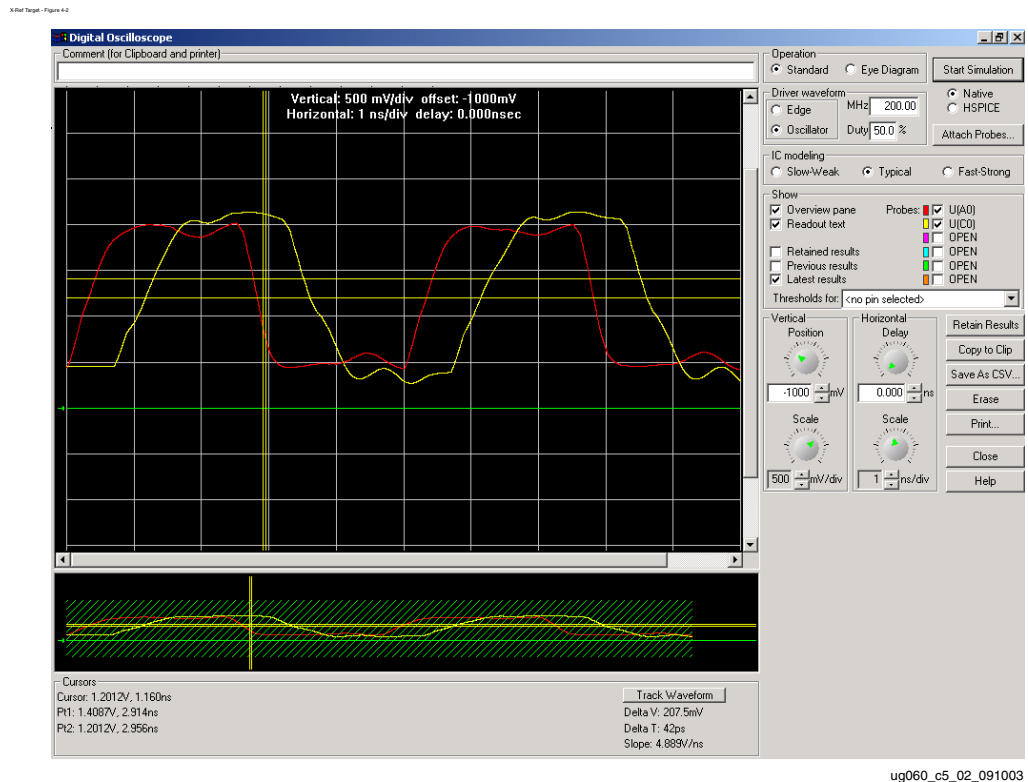 X-Ref Target - Figure 4-2
Digital Oscilloscope
Comment (for Clipboard and printer)
Vertical: 500 mV/div offset: -1000mV
Horizontal: 1 ns/div delay: 0.000nsec
Operation
Standard Eye Diagram
Start Simulation
Driver waveform
Edge
Oscillator
MHz 200.00
Duty 50.0 %
Native
HSPICE
Attach Probes...
IC modeling
Slow-Weak Typical Fast-Strong
Show
Overview pane Probes: U(A0)
Readout text U(C0)
OPEN
Retained results OPEN
Previous results OPEN
Latest results OPEN
Thresholds for: <no pin selected>
Vertical
Position
-1000 mV
Scale
500 mV/div
Horizontal
Delay
0.000 ns
Scale
1 ns/div
Retain Results
Copy to Clip
Save As CSV...
Erase
Print...
Close
Help
Cursors
Cursor: 1.2012V, 1.160ns
Pt1: 1.4087V, 2.914ns
Pt2: 1.2012V, 2.956ns
Track Waveform
Delta V: 207.5mV
Delta T: 42ps
Slope: 4.889V/ns
ug060_c5_02_091003